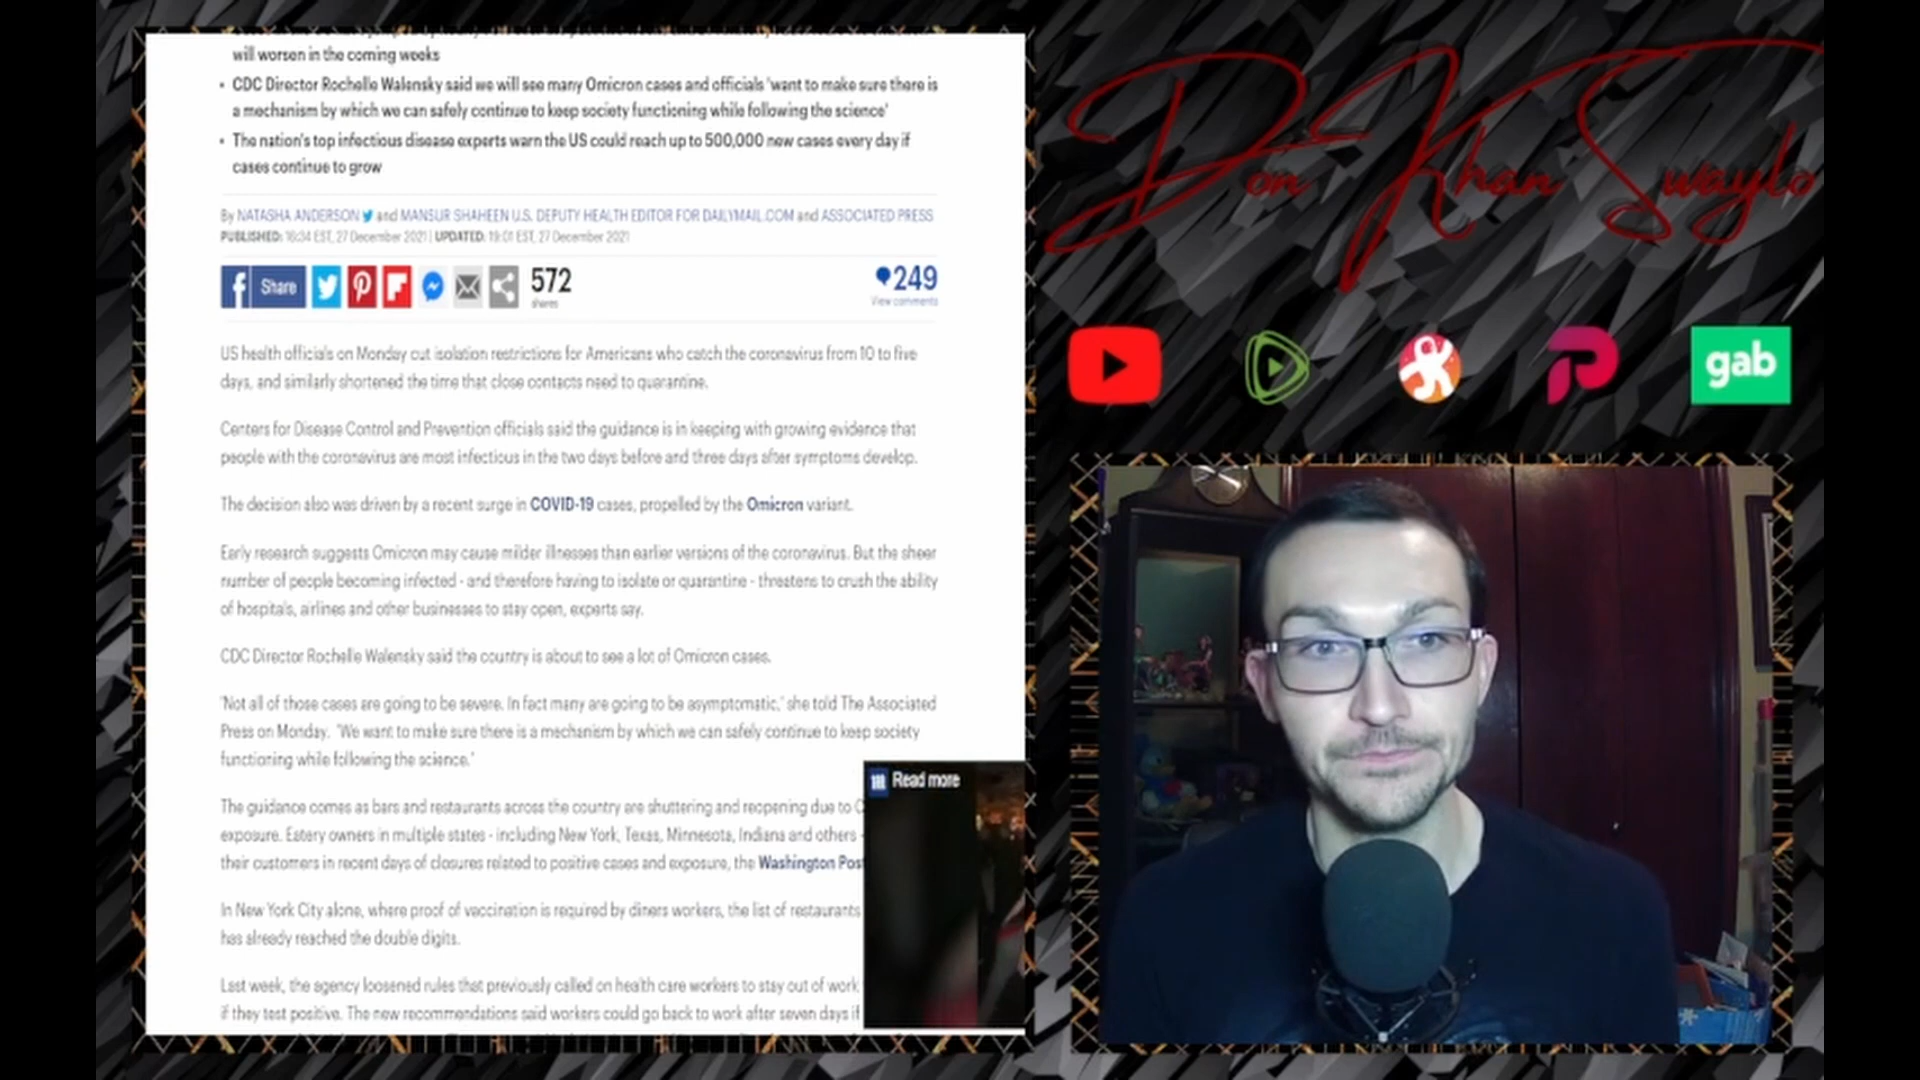 will worsen in the coming weeks
CDC Director Rochelle Walensky said we will see many Omicron cases and officials 'want to make sure there is
a mechanism by which we can safely continue to keep society functioning while following the science'
The nation's top infectious disease experts warn the US could reach up to 500,000 new cases every day if
cases continue to grow
By NATASHA ANDERSON and MANSUR SHAHEEN U.S. DEPUTY HEALTH EDITOR FOR DAILYMAIL.COM and ASSOCIATED PRESS
PUBLISHED: 16:34 EST, 27 December 2021 | UPDATED: 19:01 EST, 27 December 2021
Share
572
shares
249
View comments
US health officials on Monday cut isolation restrictions for Americans who catch the coronavirus from 10 to five
days, and similarly shortened the time that close contacts need to quarantine.
Centers for Disease Control and Prevention officials said the guidance is in keeping with growing evidence that
people with the coronavirus are most infectious in the two days before and three days after symptoms develop.
The decision also was driven by a recent surge in COVID-19 cases, propelled by the Omicron variant.
Early research suggests Omicron may cause milder illnesses than earlier versions of the coronavirus. But the sheer
number of people becoming infected - and therefore having to isolate or quarantine - threatens to crush the ability
of hospitals, airlines and other businesses to stay open, experts say.
CDC Director Rochelle Walensky said the country is about to see a lot of Omicron cases.
'Not all of those cases are going to be severe. In fact many are going to be asymptomatic,' she told The Associated
Press on Monday. 'We want to make sure there is a mechanism by which we can safely continue to keep society
functioning while following the science.'
The guidance comes as bars and restaurants across the country are shuttering and reopening due to
exposure. Eatery owners in multiple states - including New York, Texas, Minnesota, Indiana and others -
their customers in recent days of closures related to positive cases and exposure, the Washington Pos
In New York City alone, where proof of vaccination is required by diners workers, the list of restaurants
has already reached the double digits.
Last week, the agency loosened rules that previously called on health care workers to stay out of work
if they test positive. The new recommendations said workers could go back to work after seven days if
Read more
Don Khan Swaylo
gab